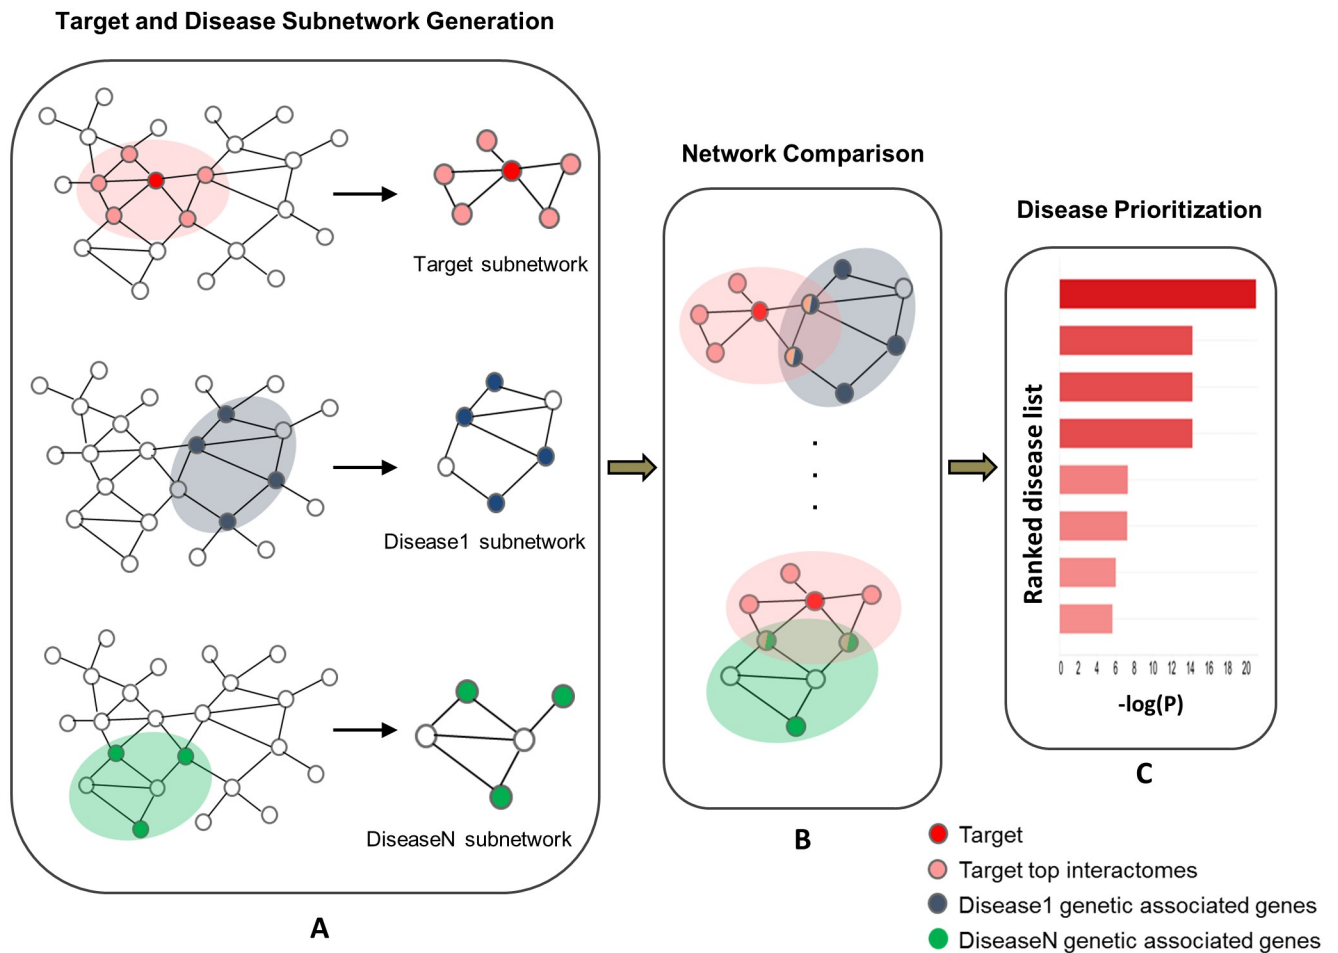 Target and Disease Subnetwork Generation
Target subnetwork
Disease1 subnetwork
DiseaseN subnetwork
A
Network Comparison
B
Disease Prioritization
Ranked disease list
0 2 4 6 8 10 12 14 16 18 20
-log(P)
C
Target
Target top interactomes
Disease1 genetic associated genes
DiseaseN genetic associated genes